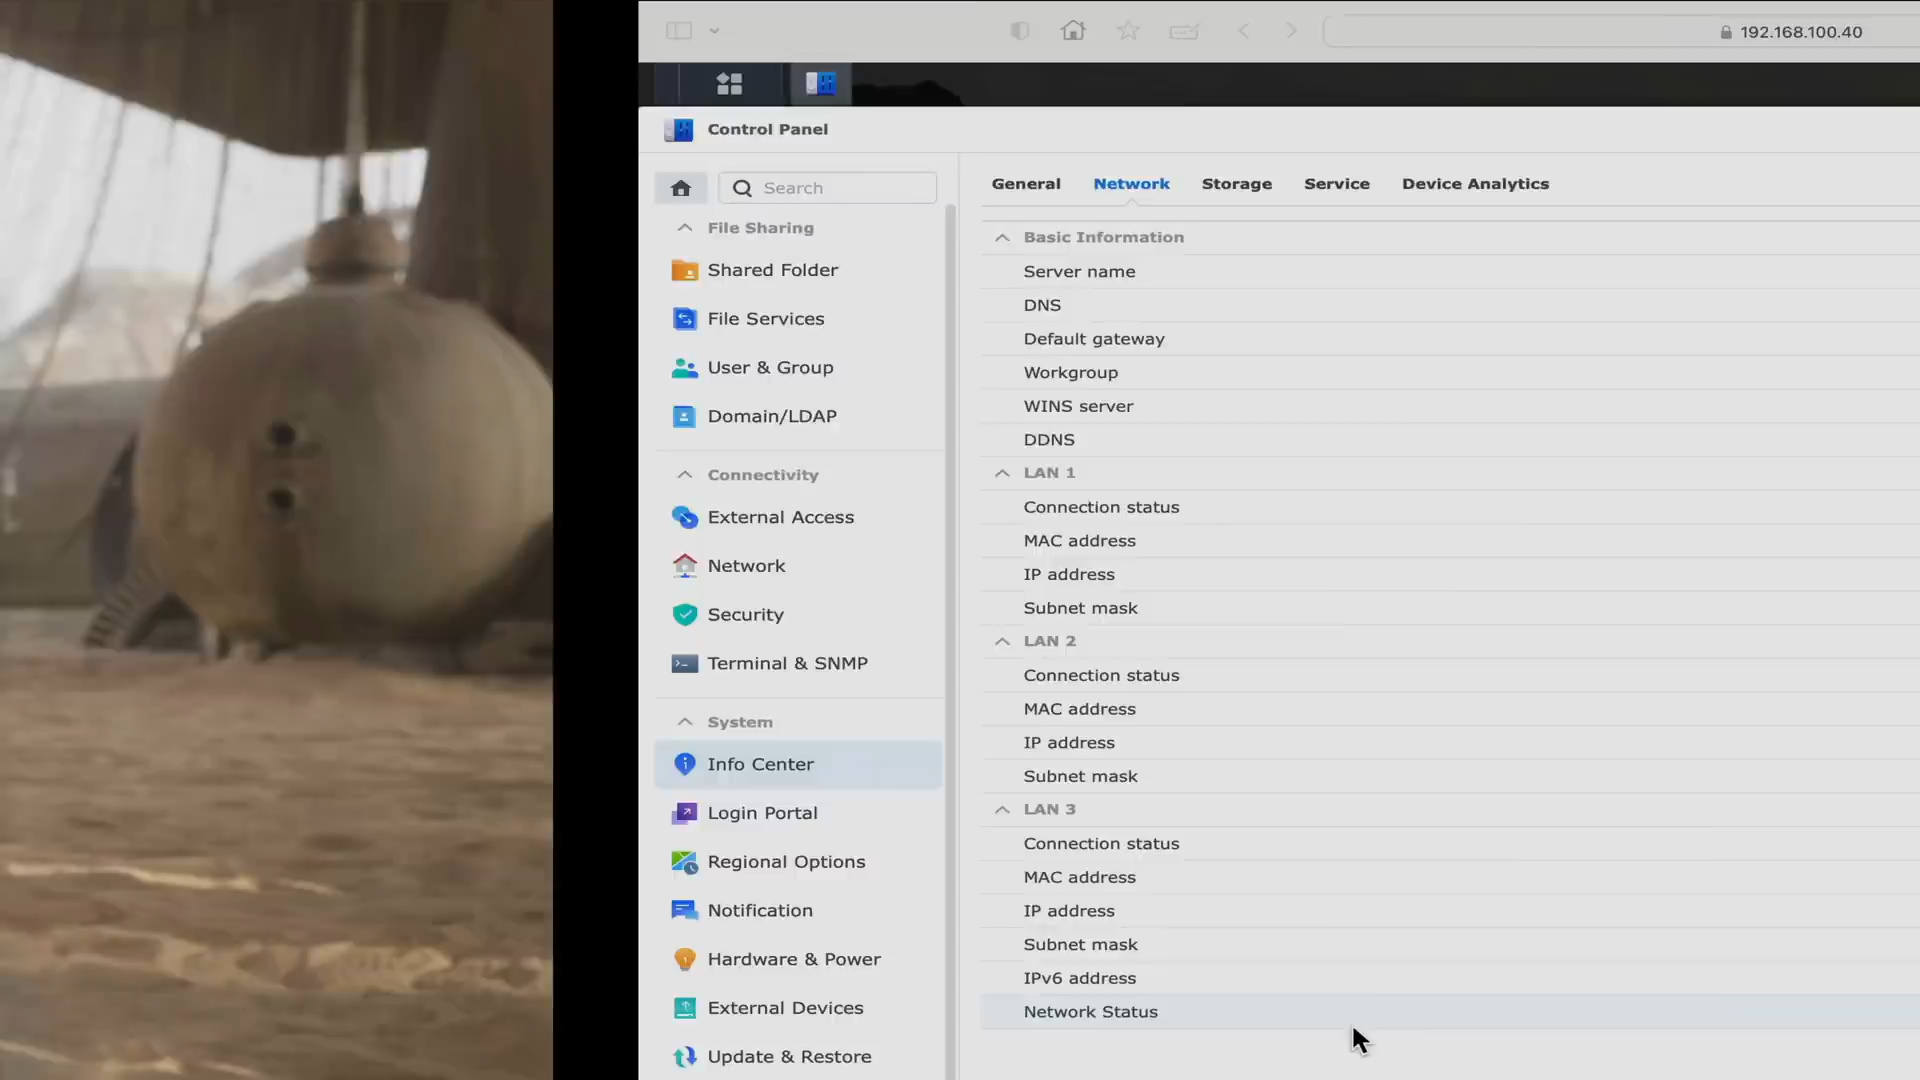 192.168.100.40
Control Panel
Search
File Sharing
Shared Folder
File Services
User & Group
Domain/LDAP
Connectivity
External Access
Network
Security
Terminal & SNMP
System
Info Center
Login Portal
Regional Options
Notification
Hardware & Power
External Devices
Update & Restore
General Network Storage Service Device Analytics
Basic Information
Server name
DNS
Default gateway
Workgroup
WINS server
DDNS
LAN 1
Connection status
MAC address
IP address
Subnet mask
LAN 2
Connection status
MAC address
IP address
Subnet mask
LAN 3
Connection status
MAC address
IP address
Subnet mask
IPv6 address
Network Status